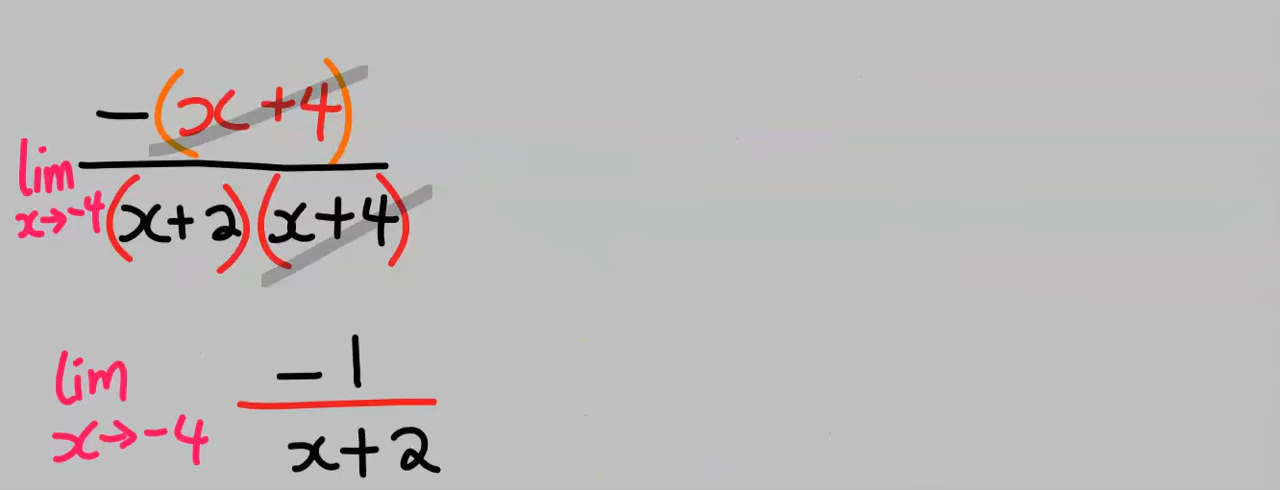 -(x+4)
lim
x→-4 (x+2)(x+4)
lim -1
x→-4 x+2